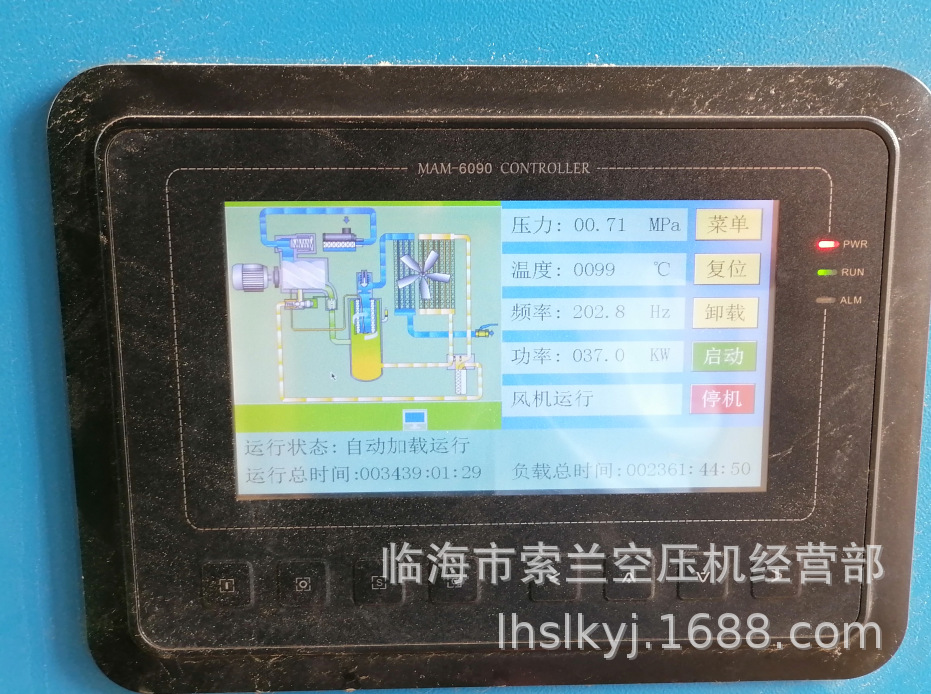 MAM-6090 CONTROLLER
压力: 00.71 MPa 菜单
温度: 0099 ℃ 复位
频率: 202.8 Hz 卸载
功率: 037.0 KW 启动
风机运行 停机
PWR
RUN
ALM
运行状态: 自动加载运行
运行总时间:003439:01:29 负载总时间:002361:44:50
临海市索兰空压机经营部
lhslkyj.1688.com